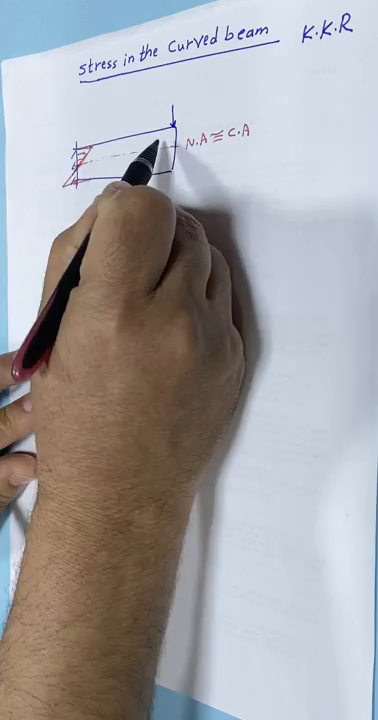 stress in the Curved beam
K.K.R
N.A ≅ C.A